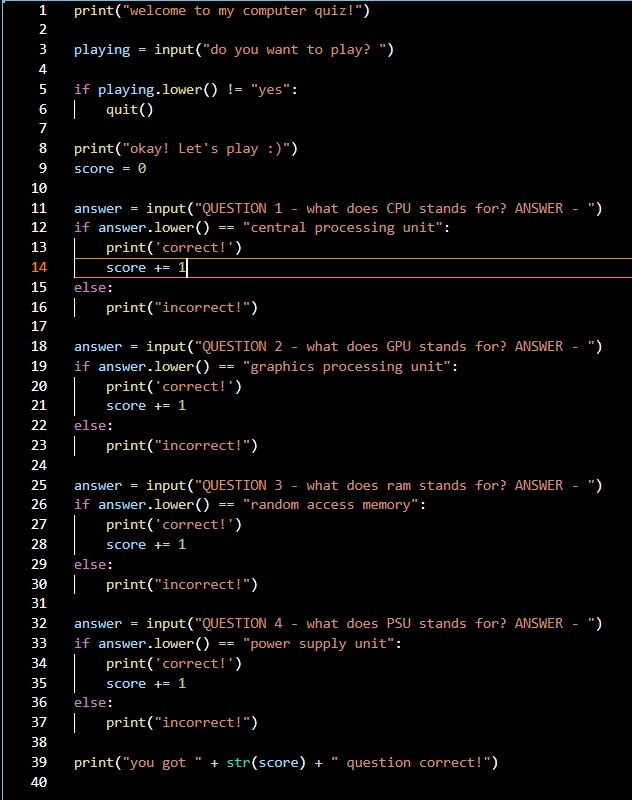 1 print("welcome to my computer quiz!")
2
3 playing = input("do you want to play? ")
4
5 if playing.lower() != "yes":
6     quit()
7
8 print("okay! Let's play :)")
9 score = 0
10
11 answer = input("QUESTION 1 - what does CPU stands for? ANSWER - ")
12 if answer.lower() == "central processing unit":
13     print('correct!')
14     score += 1
15 else:
16     print("incorrect!")
17
18 answer = input("QUESTION 2 - what does GPU stands for? ANSWER - ")
19 if answer.lower() == "graphics processing unit":
20     print('correct!')
21     score += 1
22 else:
23     print("incorrect!")
24
25 answer = input("QUESTION 3 - what does ram stands for? ANSWER - ")
26 if answer.lower() == "random access memory":
27     print('correct!')
28     score += 1
29 else:
30     print("incorrect!")
31
32 answer = input("QUESTION 4 - what does PSU stands for? ANSWER - ")
33 if answer.lower() == "power supply unit":
34     print('correct!')
35     score += 1
36 else:
37     print("incorrect!")
38
39 print("you got " + str(score) + " question correct!")
40